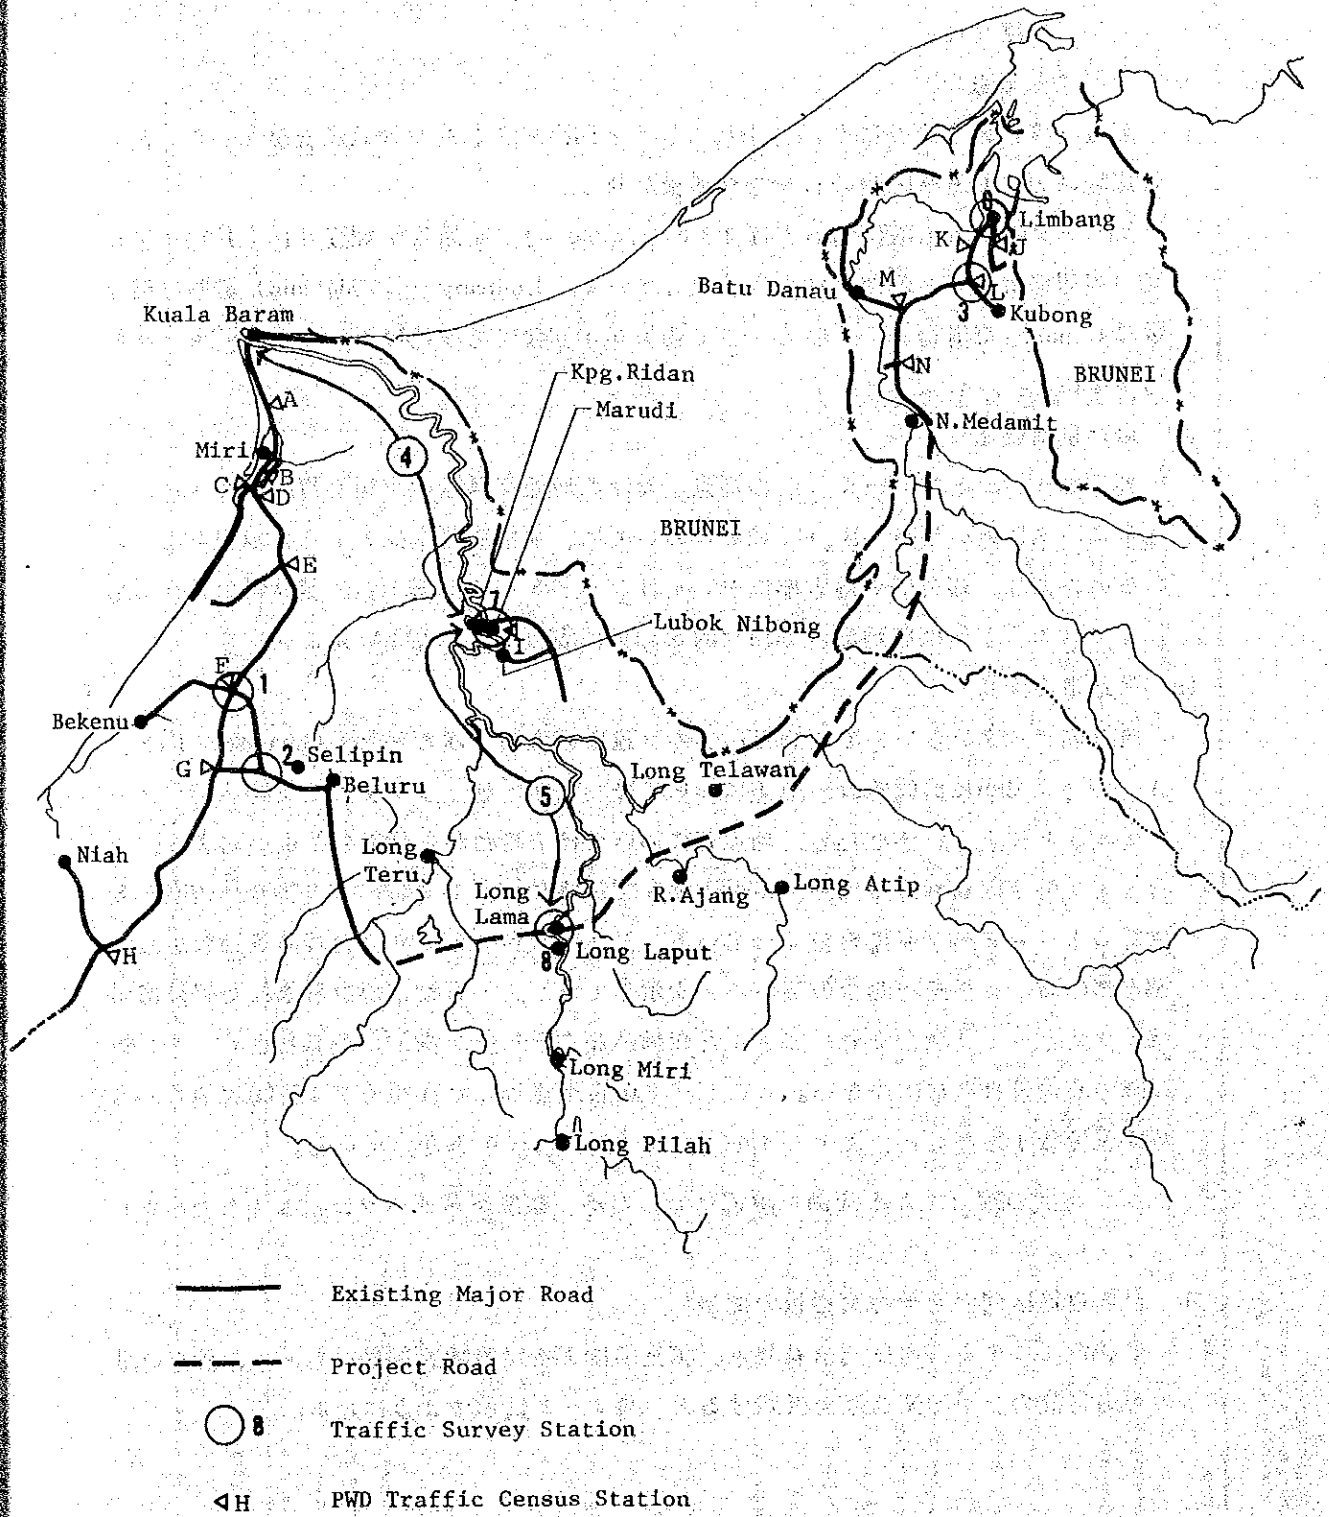 Limbang
K
J
Batu Danau
M
L
3
Kubong
Kuala Baram
N
BRUNEI
Kpg.Ridan
A
Marudi
N.Medamit
Miri
4
C
B
D
BRUNEI
E
7
Lubok Nibong
I
F
1
Bekenu
2
Selipin
G
Long Telawan
Beluru
5
Niah
Long
Teru
Long
Lama
R.Ajang
Long Atip
H
Long Laput
8
Long Miri
Long Pilah
Existing Major Road
Project Road
8 Traffic Survey Station
H PWD Traffic Census Station